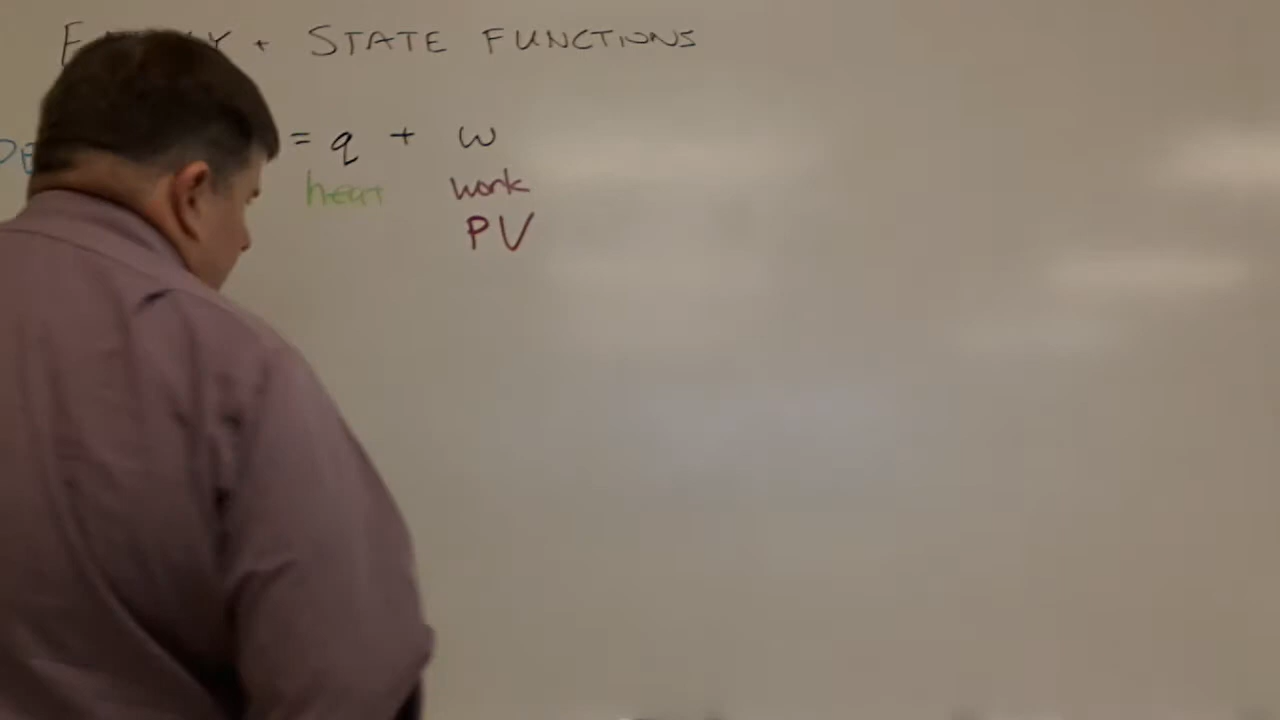 + STATE FUNCTIONS
= q + w
heat work
PV